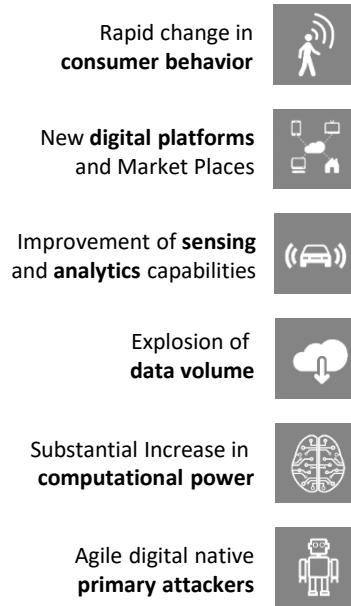 Rapid change in
consumer behavior
New digital platforms
and Market Places
Improvement of sensing
and analytics capabilities
Explosion of
data volume
Substantial Increase in
computational power
Agile digital native
primary attackers